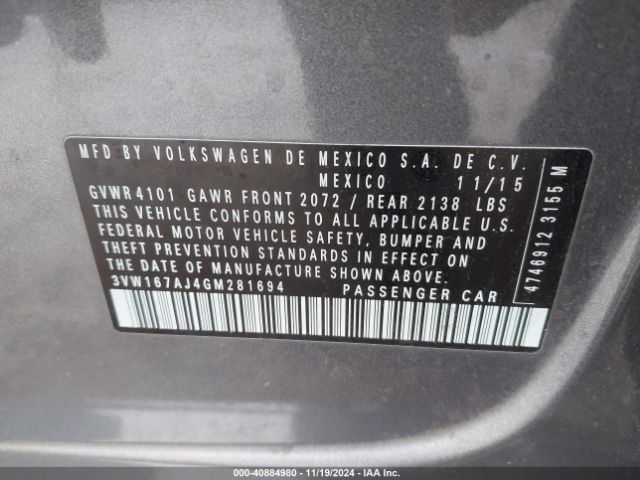 MFD BY VOLKSWAGEN DE MEXICO S.A. DE C.V.
MEXICO 11/15
GVWR 4101 GAWR FRONT 2072 / REAR 2138 LBS
THIS VEHICLE CONFORMS TO ALL APPLICABLE U.S.
FEDERAL MOTOR VEHICLE SAFETY, BUMPER AND
THEFT PREVENTION STANDARDS IN EFFECT ON
THE DATE OF MANUFACTURE SHOWN ABOVE.
3VW167AJ4GM281694 PASSENGER CAR
4746912 3155 M
000-40884980 - 11/19/2024 - IAA Inc.